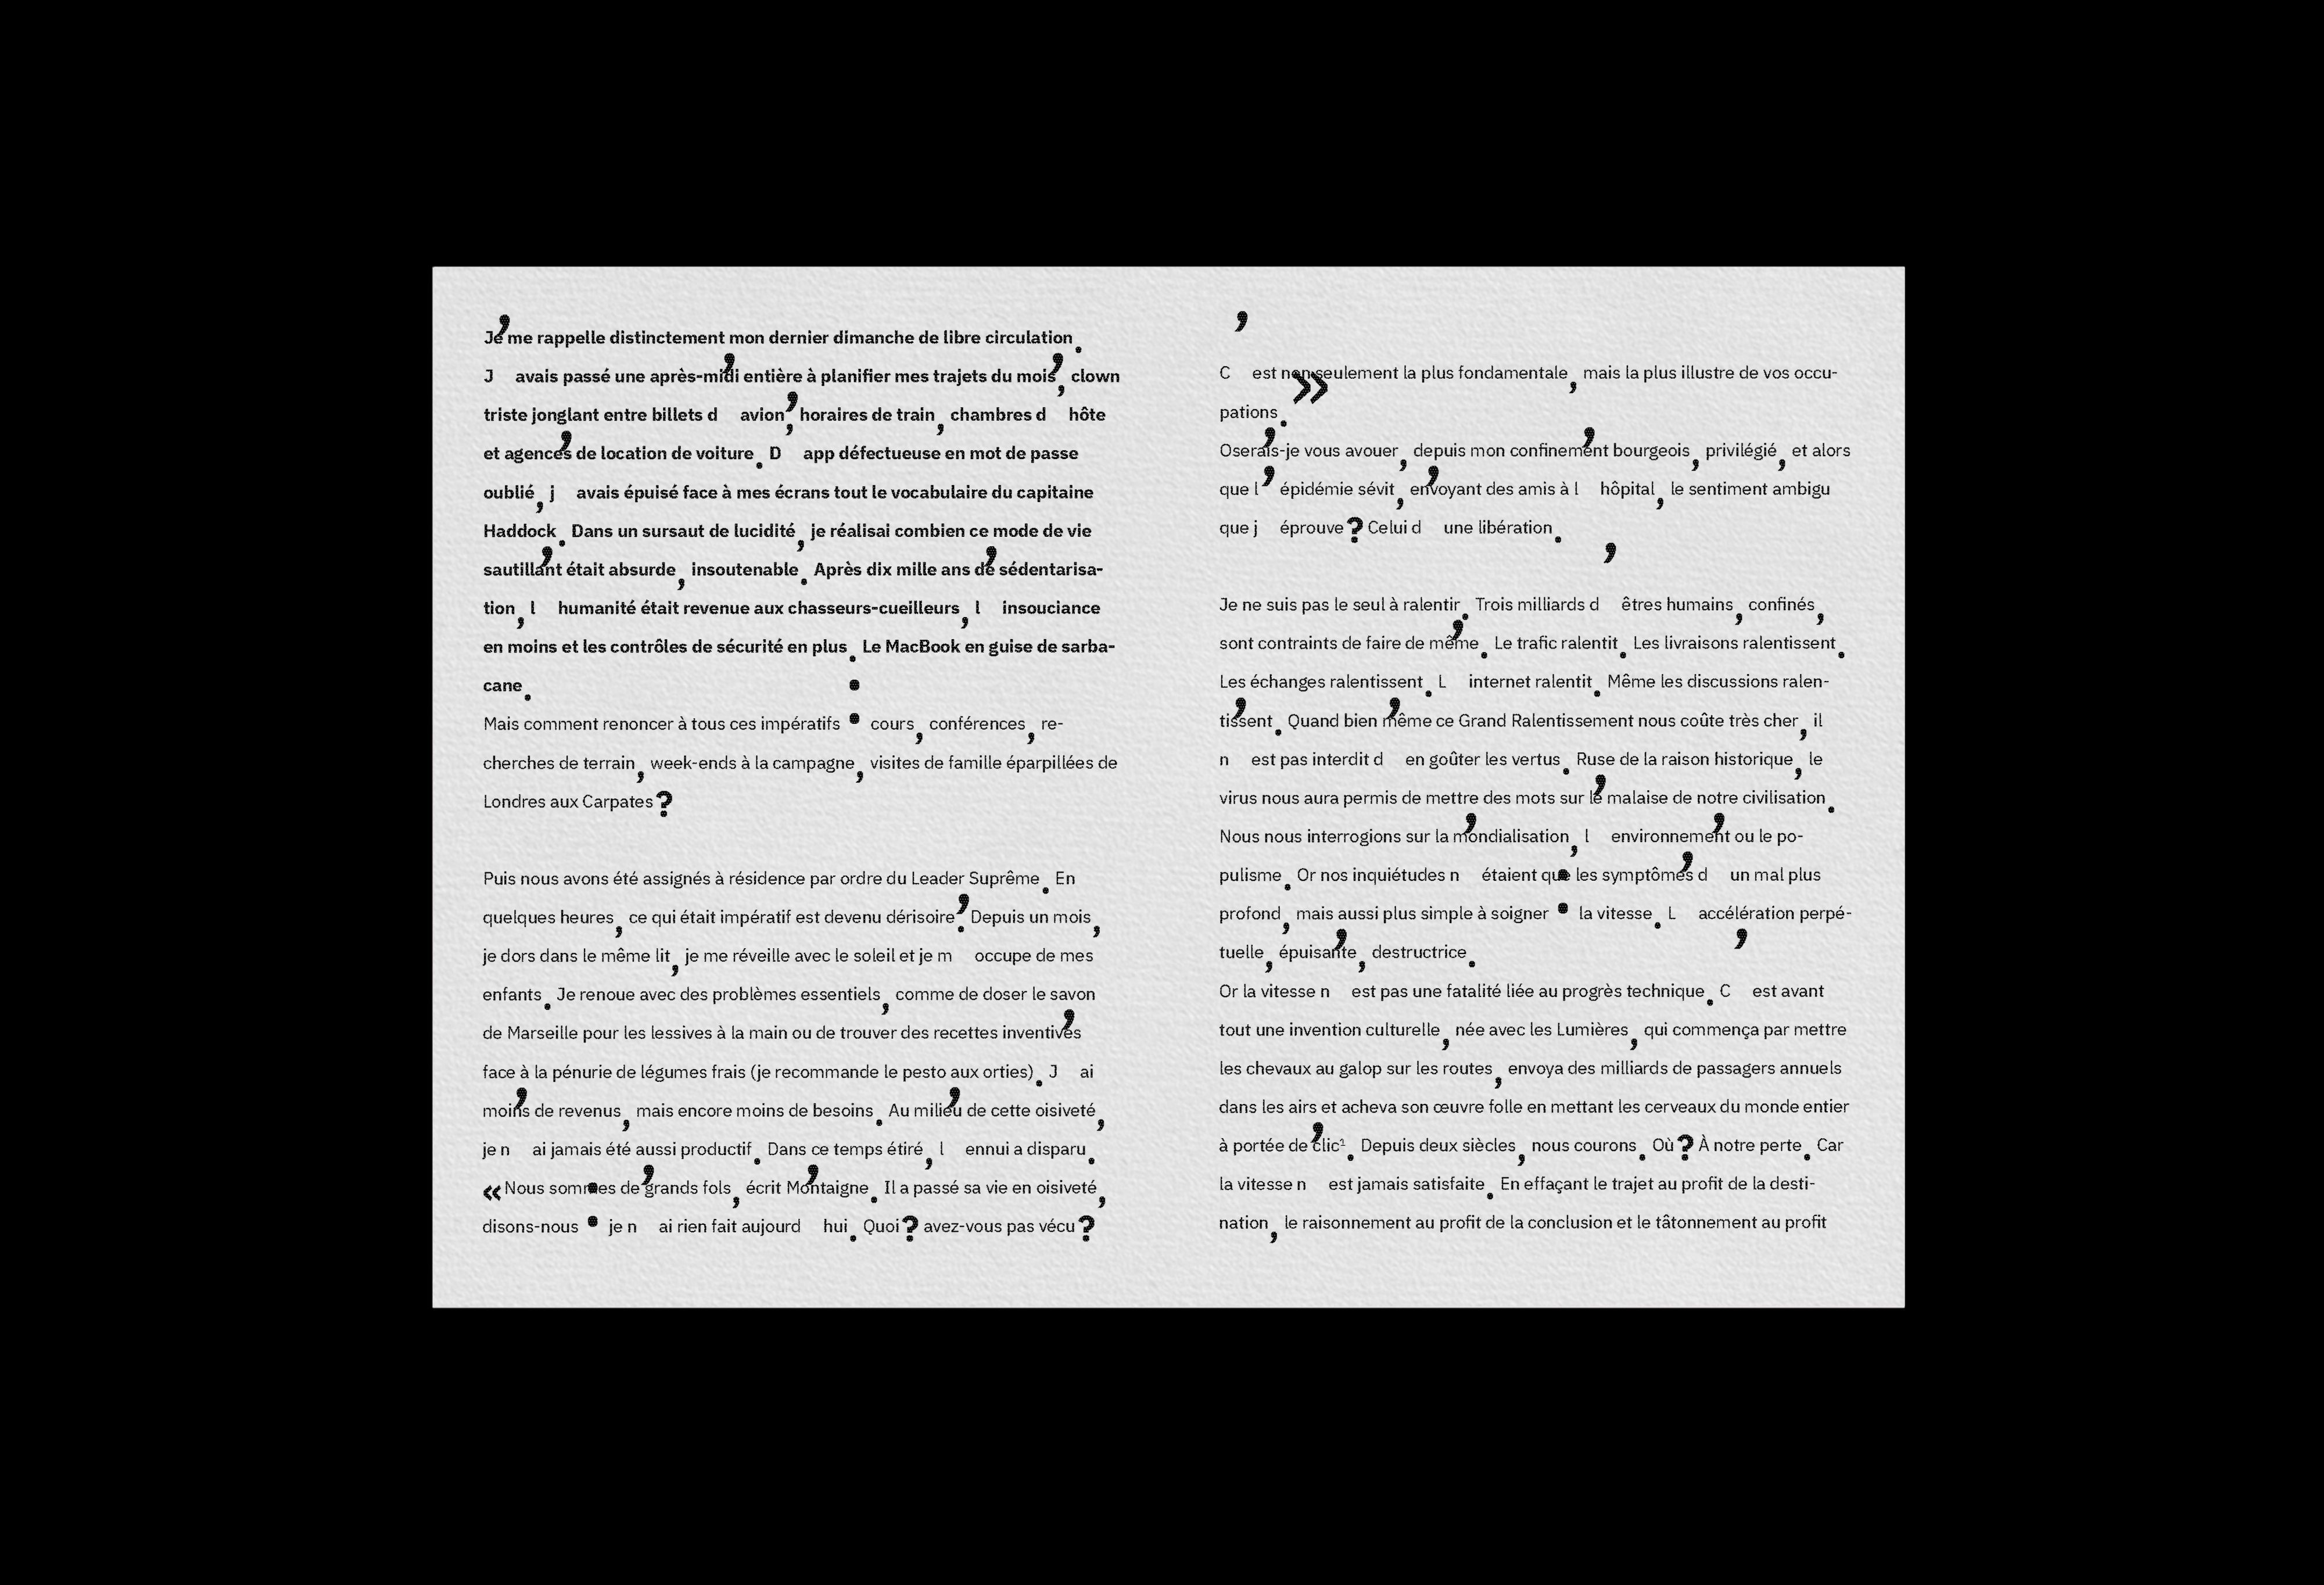 Je me rappelle distinctement mon dernier dimanche de libre circulation.
J’avais passé une après-midi entière à planifier mes trajets du mois, clown
triste jonglant entre billets d’avion, horaires de train, chambres d’hôte
et agences de location de voiture. D’app défectueuse en mot de passe
oublié, j’avais épuisé face à mes écrans tout le vocabulaire du capitaine
Haddock. Dans un sursaut de lucidité, je réalisai combien ce mode de vie
sautillant était absurde, insoutenable. Après dix mille ans de sédentarisa-
tion, l’humanité était revenue aux chasseurs-cueilleurs, l’insouciance
en moins et les contrôles de sécurité en plus. Le MacBook en guise de sarba-
cane.
Mais comment renoncer à tous ces impératifs : cours, conférences, re-
cherches de terrain, week-ends à la campagne, visites de famille éparpillées de
Londres aux Carpates ?
Puis nous avons été assignés à résidence par ordre du Leader Suprême. En
quelques heures, ce qui était impératif est devenu dérisoire. Depuis un mois,
je dors dans le même lit, je me réveille avec le soleil et je m’occupe de mes
enfants. Je renoue avec des problèmes essentiels, comme de doser le savon
de Marseille pour les lessives à la main ou de trouver des recettes inventives
face à la pénurie de légumes frais (je recommande le pesto aux orties). J’ai
moins de revenus, mais encore moins de besoins. Au milieu de cette oisiveté,
je n’ai jamais été aussi productif. Dans ce temps étiré, l’ennui a disparu.
« Nous sommes de grands fols, écrit Montaigne. Il a passé sa vie en oisiveté,
disons-nous : je n’ai rien fait aujourd’hui. Quoi ? avez-vous pas vécu ?
C’est non seulement la plus fondamentale, mais la plus illustre de vos occu-
pations. »
Oserais-je vous avouer, depuis mon confinement bourgeois, privilégié, et alors
que l’épidémie sévit, envoyant des amis à l’hôpital, le sentiment ambigu
que j’éprouve ? Celui d’une libération.
Je ne suis pas le seul à ralentir. Trois milliards d’êtres humains, confinés,
sont contraints de faire de même. Le trafic ralentit. Les livraisons ralentissent.
Les échanges ralentissent. L’internet ralentit. Même les discussions ralen-
tissent. Quand bien même ce Grand Ralentissement nous coûte très cher, il
n’est pas interdit d’en goûter les vertus. Ruse de la raison historique, le
virus nous aura permis de mettre des mots sur le malaise de notre civilisation.
Nous nous interrogions sur la mondialisation, l’environnement ou le po-
pulisme. Or nos inquiétudes n’étaient que les symptômes d’un mal plus
profond, mais aussi plus simple à soigner : la vitesse. L’accélération perpé-
tuelle, épuisante, destructrice.
Or la vitesse n’est pas une fatalité liée au progrès technique. C’est avant
tout une invention culturelle, née avec les Lumières, qui commença par mettre
les chevaux au galop sur les routes, envoya des milliards de passagers annuels
dans les airs et acheva son œuvre folle en mettant les cerveaux du monde entier
à portée de clic¹. Depuis deux siècles, nous courons. Où ? À notre perte. Car
la vitesse n’est jamais satisfaite. En effaçant le trajet au profit de la desti-
nation, le raisonnement au profit de la conclusion et le tâtonnement au profit